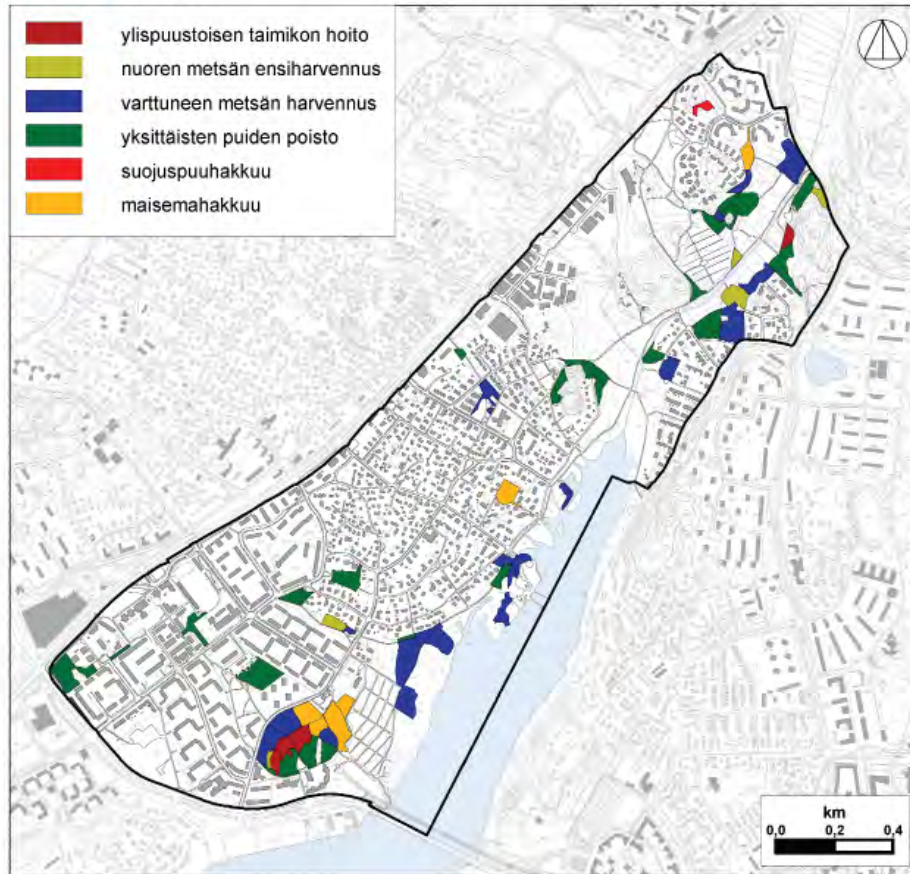 ylispuustoisen taimikon hoito
nuoren metsän ensiharvennus
varttuneen metsän harvennus
yksittäisten puiden poisto
suojuspuuhakkuu
maisemahakkuu
km
0,0 0,2 0,4